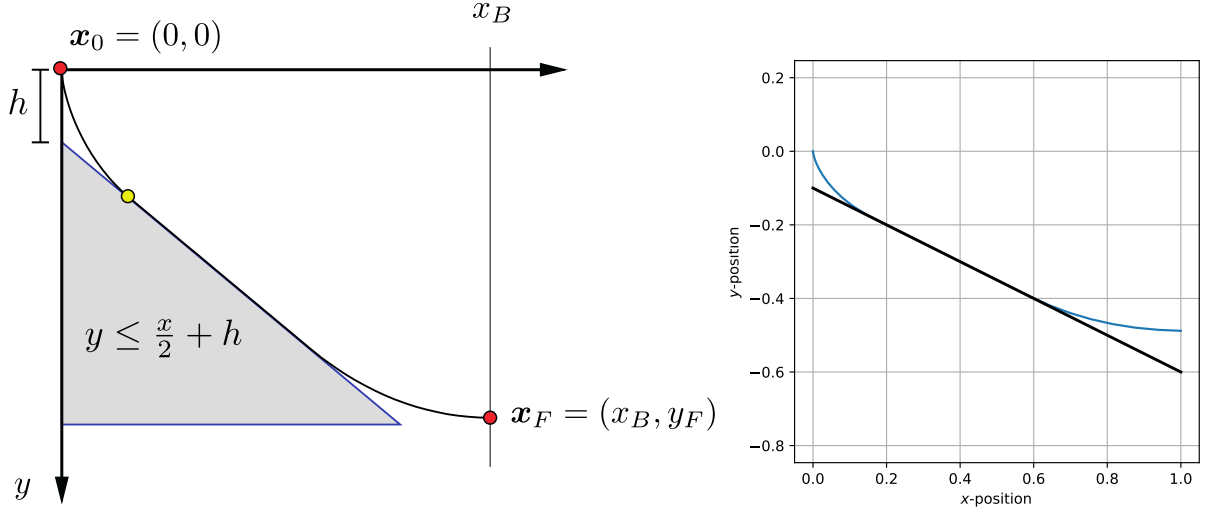 x_B
x_0 = (0, 0)
h
y ≤ x/2 + h
x_F = (x_B, y_F)
y
0.2
0.0
−0.2
−0.4
−0.6
−0.8
y-position
0.0 0.2 0.4 0.6 0.8 1.0
x-position